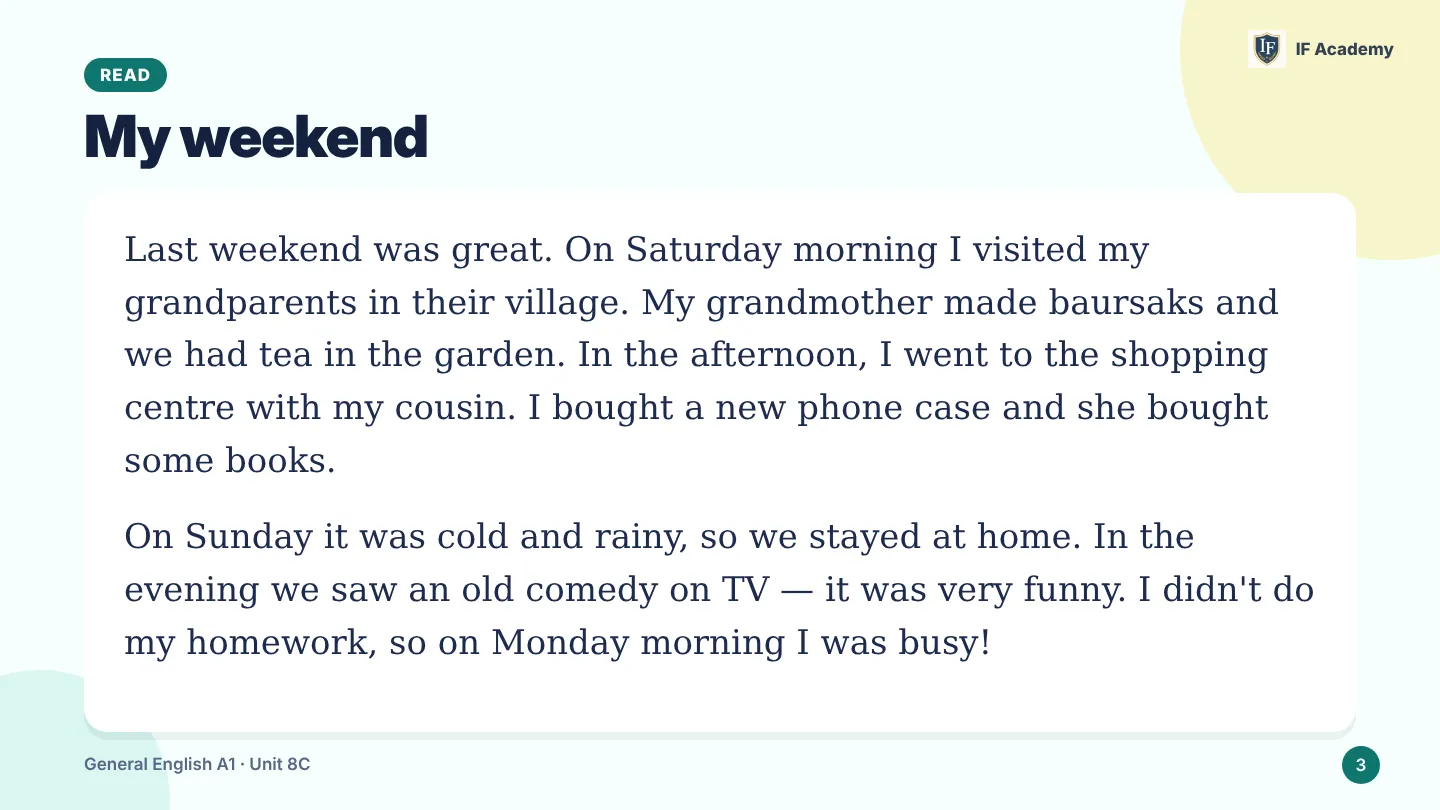 IF IF Academy
READ
My weekend
Last weekend was great. On Saturday morning I visited my
grandparents in their village. My grandmother made baursaks and
we had tea in the garden. In the afternoon, I went to the shopping
centre with my cousin. I bought a new phone case and she bought
some books.
On Sunday it was cold and rainy, so we stayed at home. In the
evening we saw an old comedy on TV — it was very funny. I didn't do
my homework, so on Monday morning I was busy!
General English A1 · Unit 8C
3